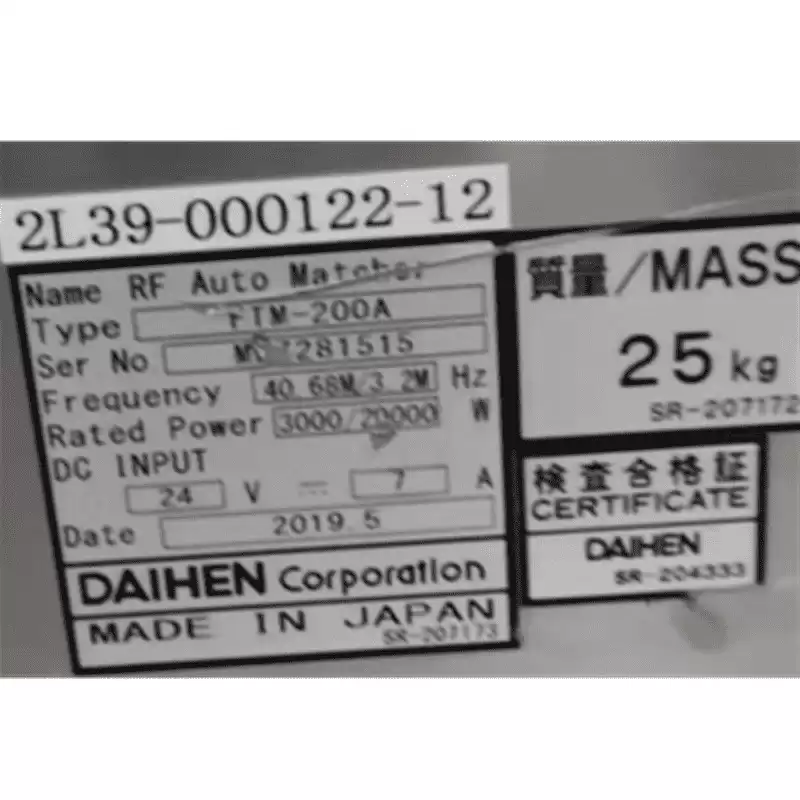 2L39-000122-12
Name RF Auto Matcher
Type
Ser No
Frequency 40.68M/3.2M Hz
Rated Power 3000/20000 W
DC INPUT
24 V 7 A
Date 2019.5
DAIHEN Corporation
MADE IN JAPAN
SR-207173
質量/MASS
25 kg
SR-207172
検査合格証
CERTIFICATE
DAIHEN
SR-204333